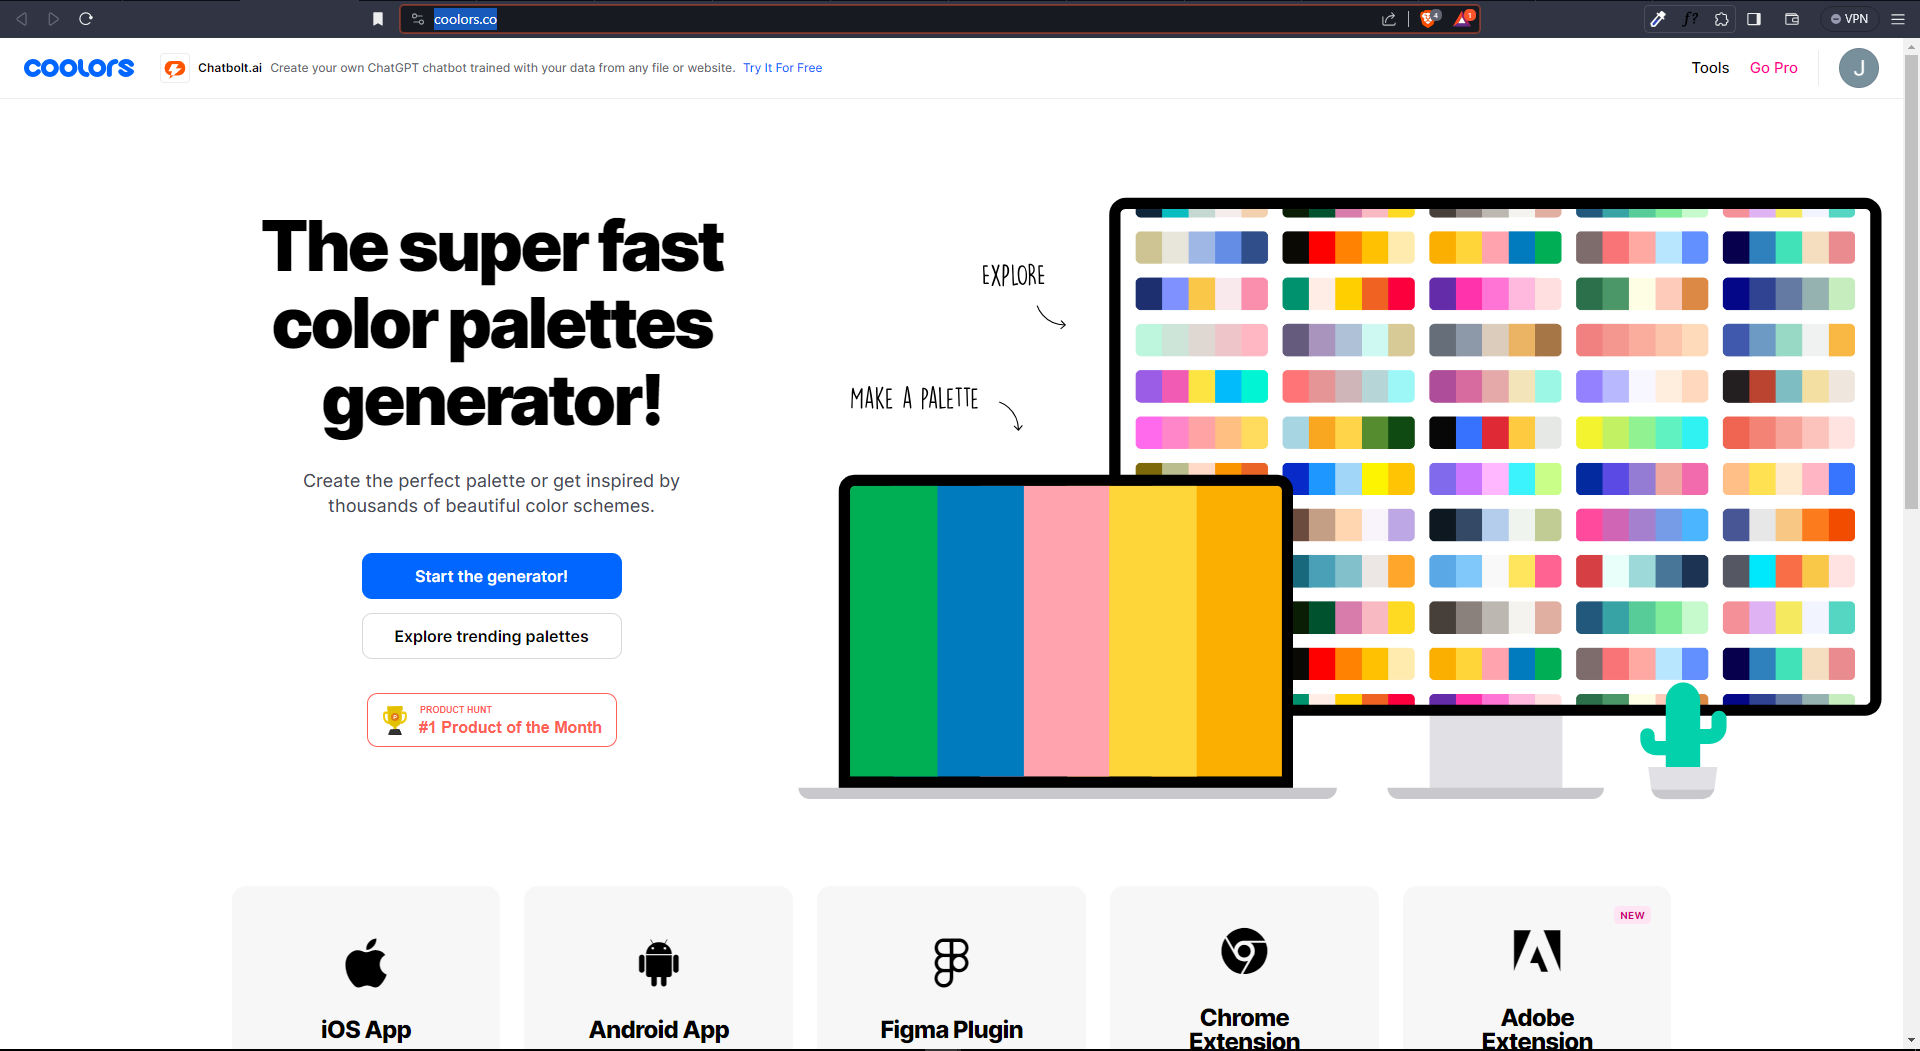 coolors.co
4
1
VPN
coolors
Chatbolt.ai Create your own ChatGPT chatbot trained with your data from any file or website. Try It For Free
Tools
Go Pro
J
The super fast
color palettes
generator!
Create the perfect palette or get inspired by
thousands of beautiful color schemes.
Start the generator!
Explore trending palettes
PRODUCT HUNT
#1 Product of the Month
EXPLORE
MAKE A PALETTE
iOS App
Android App
Figma Plugin
Chrome
Extension
NEW
Adobe
Extension